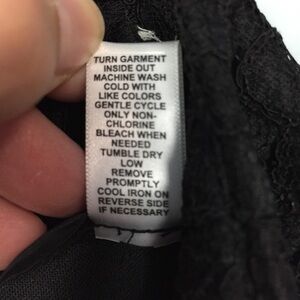 TURN GARMENT
INSIDE OUT
MACHINE WASH
COLD WITH
LIKE COLORS
GENTLE CYCLE
ONLY NON-
CHLORINE
BLEACH WHEN
NEEDED
TUMBLE DRY
LOW
REMOVE
PROMPTLY
COOL IRON ON
REVERSE SIDE
IF NECESSARY